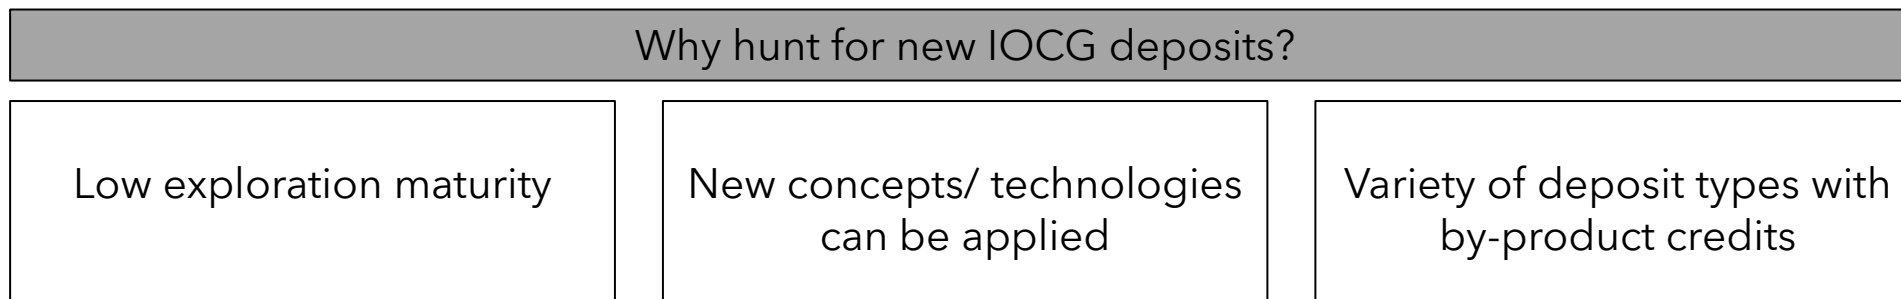 Why hunt for new IOCG deposits?
Low exploration maturity
New concepts/ technologies
can be applied
Variety of deposit types with
by-product credits